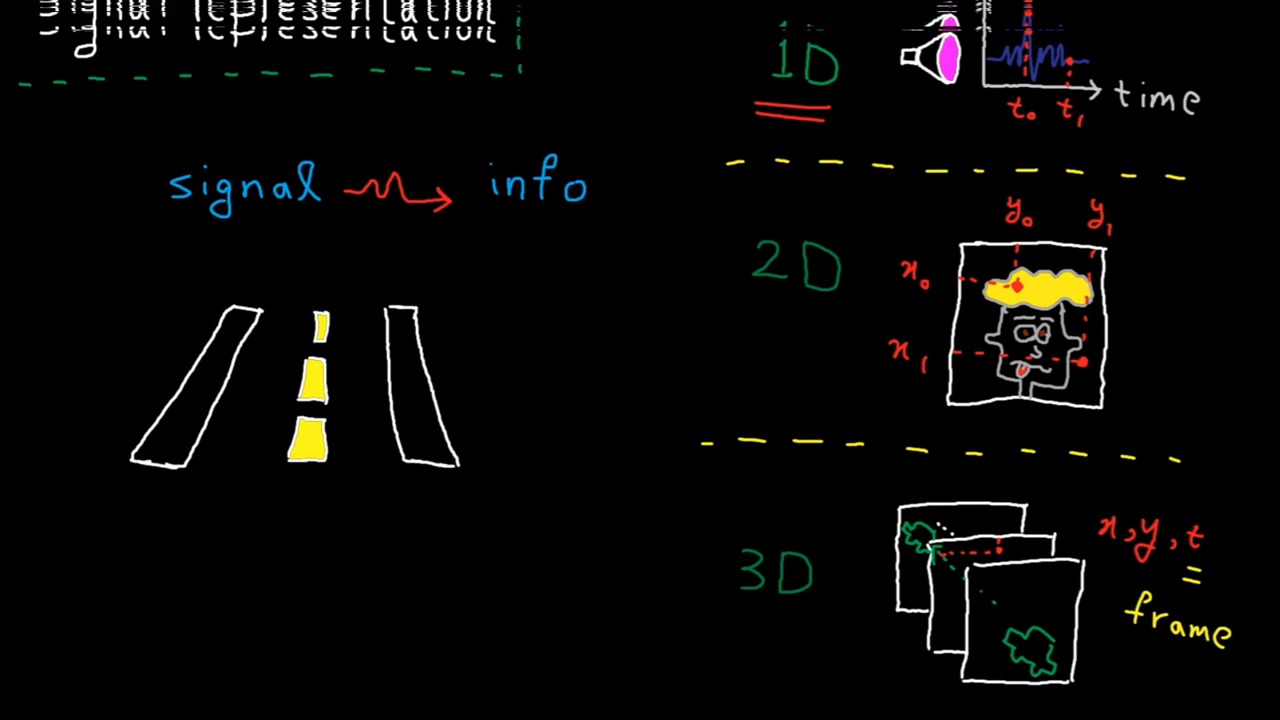 signal representation
signal → info
1D
time
t₀ t₁
2D
y₀ y₁
x₀
x₁
3D
x, y, t
=
frame